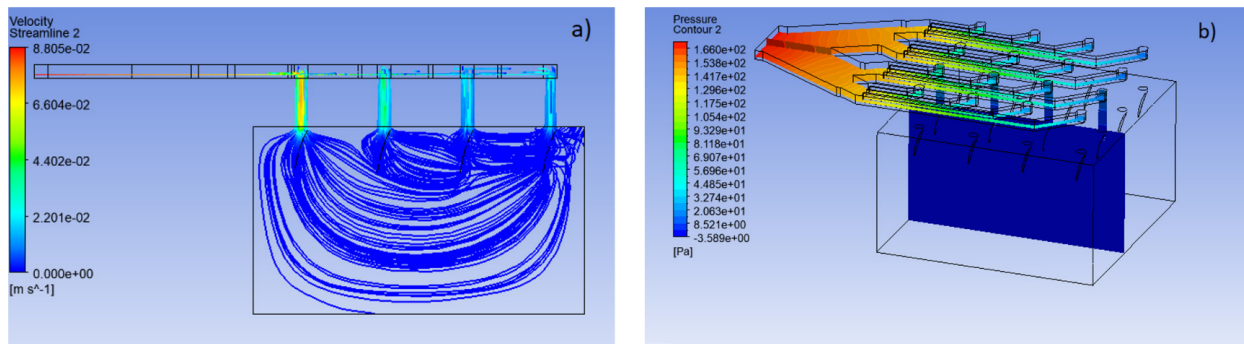 Velocity
Streamline 2
a)
8.805e-02
6.604e-02
4.402e-02
2.201e-02
0.000e+00
[m s^-1]
Pressure
Contour 2
b)
1.660e+02
1.538e+02
1.417e+02
1.296e+02
1.175e+02
1.054e+02
9.329e+01
8.118e+01
6.907e+01
5.696e+01
4.485e+01
3.274e+01
2.063e+01
8.521e+00
-3.589e+00
[Pa]